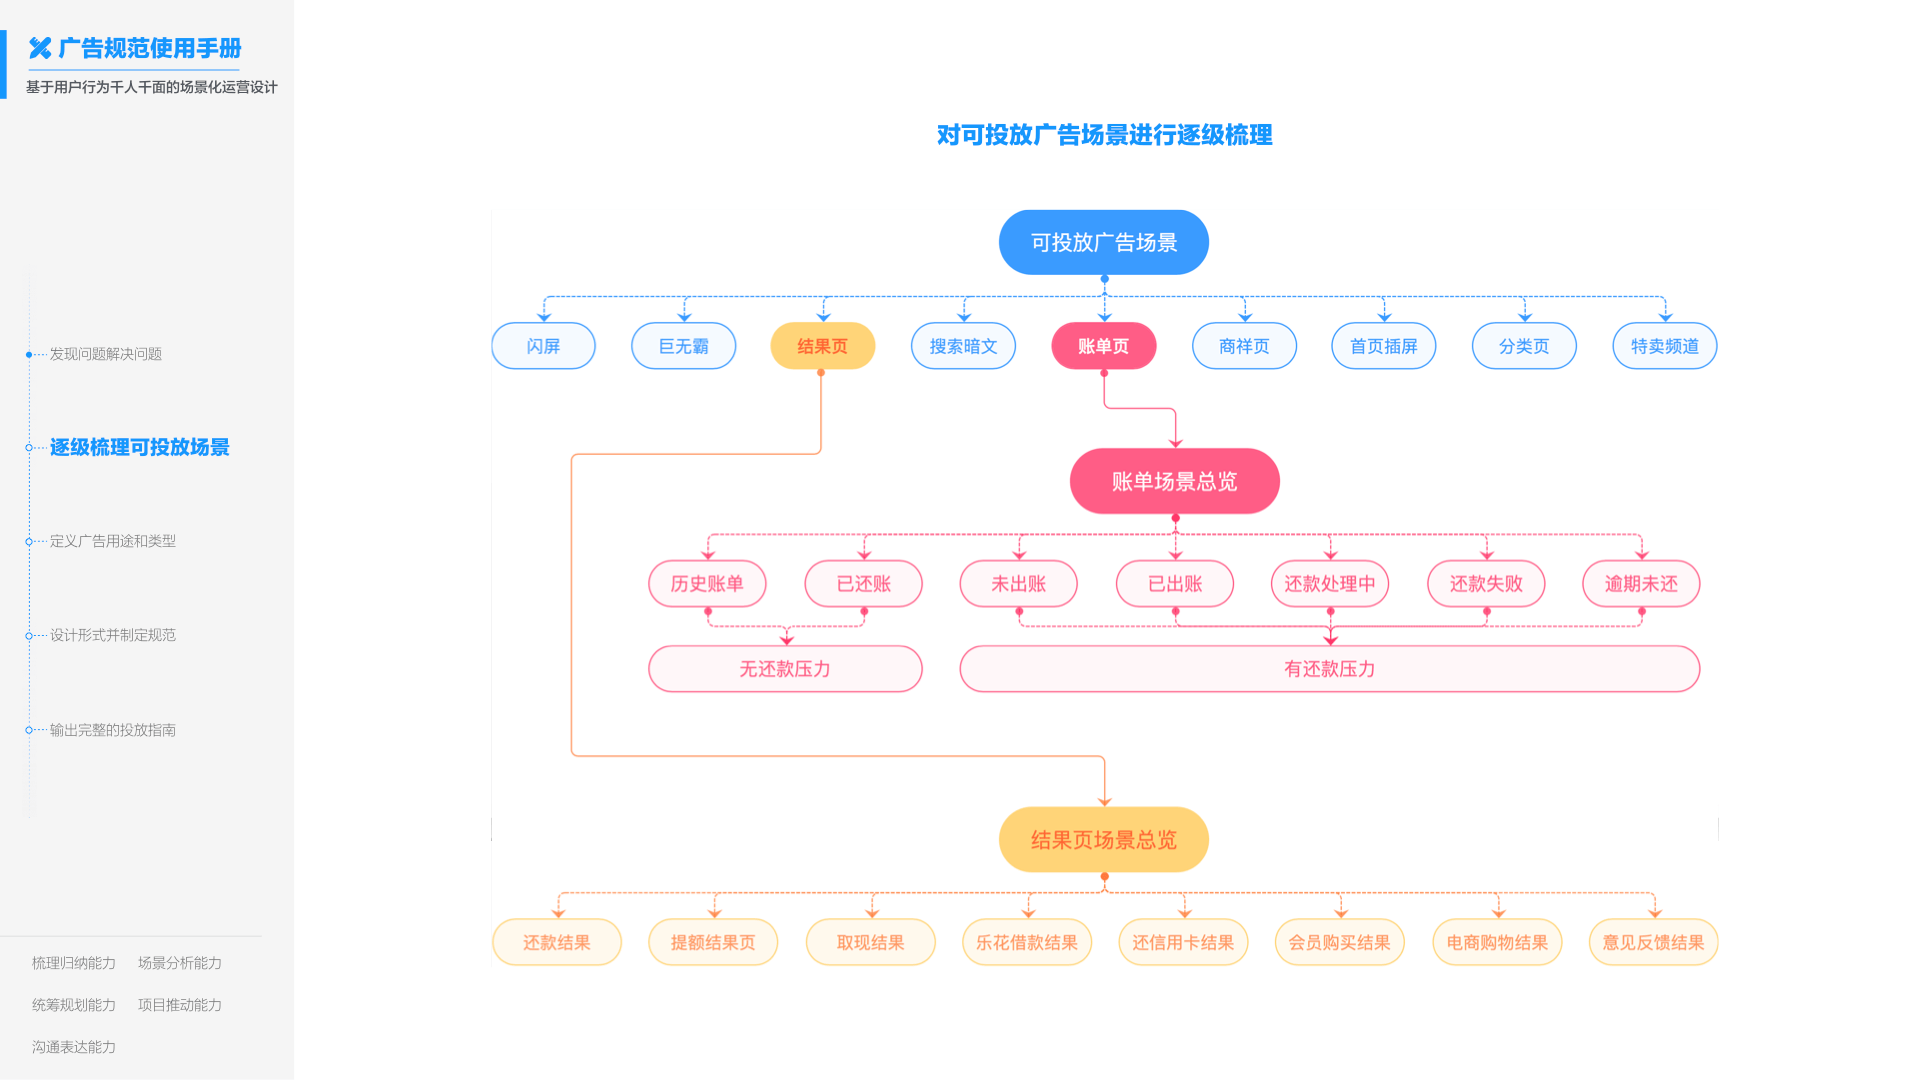 广告规范使用手册
基于用户行为千人千面的场景化运营设计
发现问题解决问题
逐级梳理可投放场景
定义广告用途和类型
设计形式并制定规范
输出完整的投放指南
梳理归纳能力 场景分析能力
统筹规划能力 项目推动能力
沟通表达能力
对可投放广告场景进行逐级梳理
可投放广告场景
闪屏 巨无霸 结果页 搜索暗文 账单页 商祥页 首页插屏 分类页 特卖频道
账单场景总览
历史账单 已还账 未出账 已出账 还款处理中 还款失败 逾期未还
无还款压力 有还款压力
结果页场景总览
还款结果 提额结果页 取现结果 乐花借款结果 还信用卡结果 会员购买结果 电商购物结果 意见反馈结果